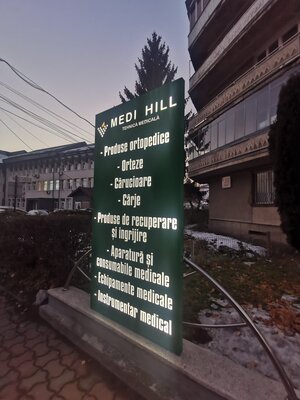 MEDI HILL
TEHNICA MEDICALĂ
- Produse ortopedice
- Orteze
- Cărucioare
- Cârje
- Produse de recuperare
și îngrijire
- Aparatură și
consumabile medicale
- Echipamente medicale
- Instrumentar medical